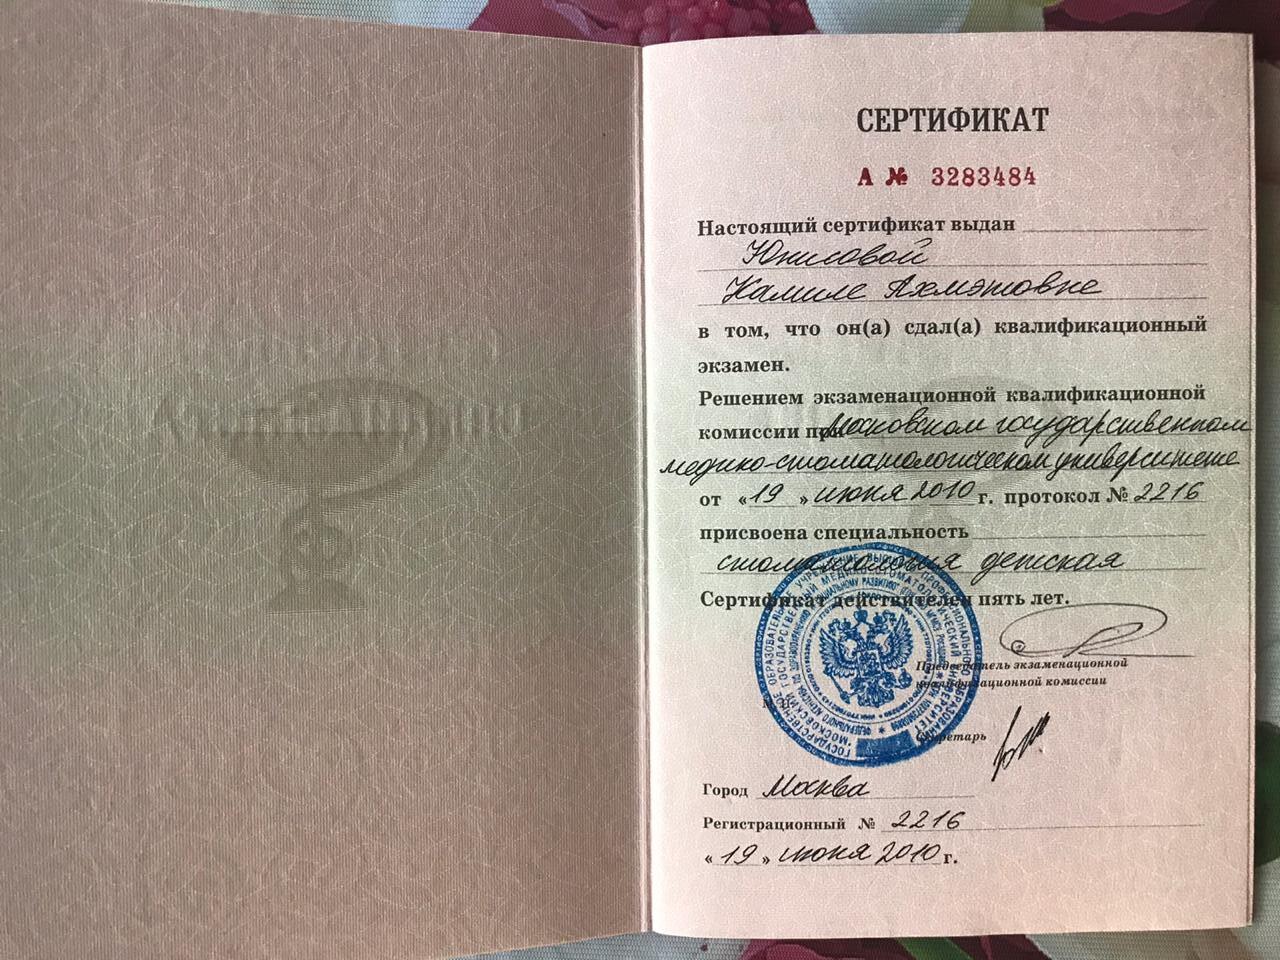 СЕРТИФИКАТ
А № 3283484
Настоящий сертификат выдан
Юнисовой
Камиле Ахмэтовне
в том, что он(а) сдал(а) квалификационный
экзамен.
Решением экзаменационной квалификационной
комиссии при Московском государственном
медико-стоматологическом университете
от «19» июня 2010 г. протокол № 2216
присвоена специальность
стоматология детская
Сертификат действителен пять лет.
Председатель экзаменационной
квалификационной комиссии
Секретарь
Город Москва
Регистрационный № 2216
«19» июня 2010 г.